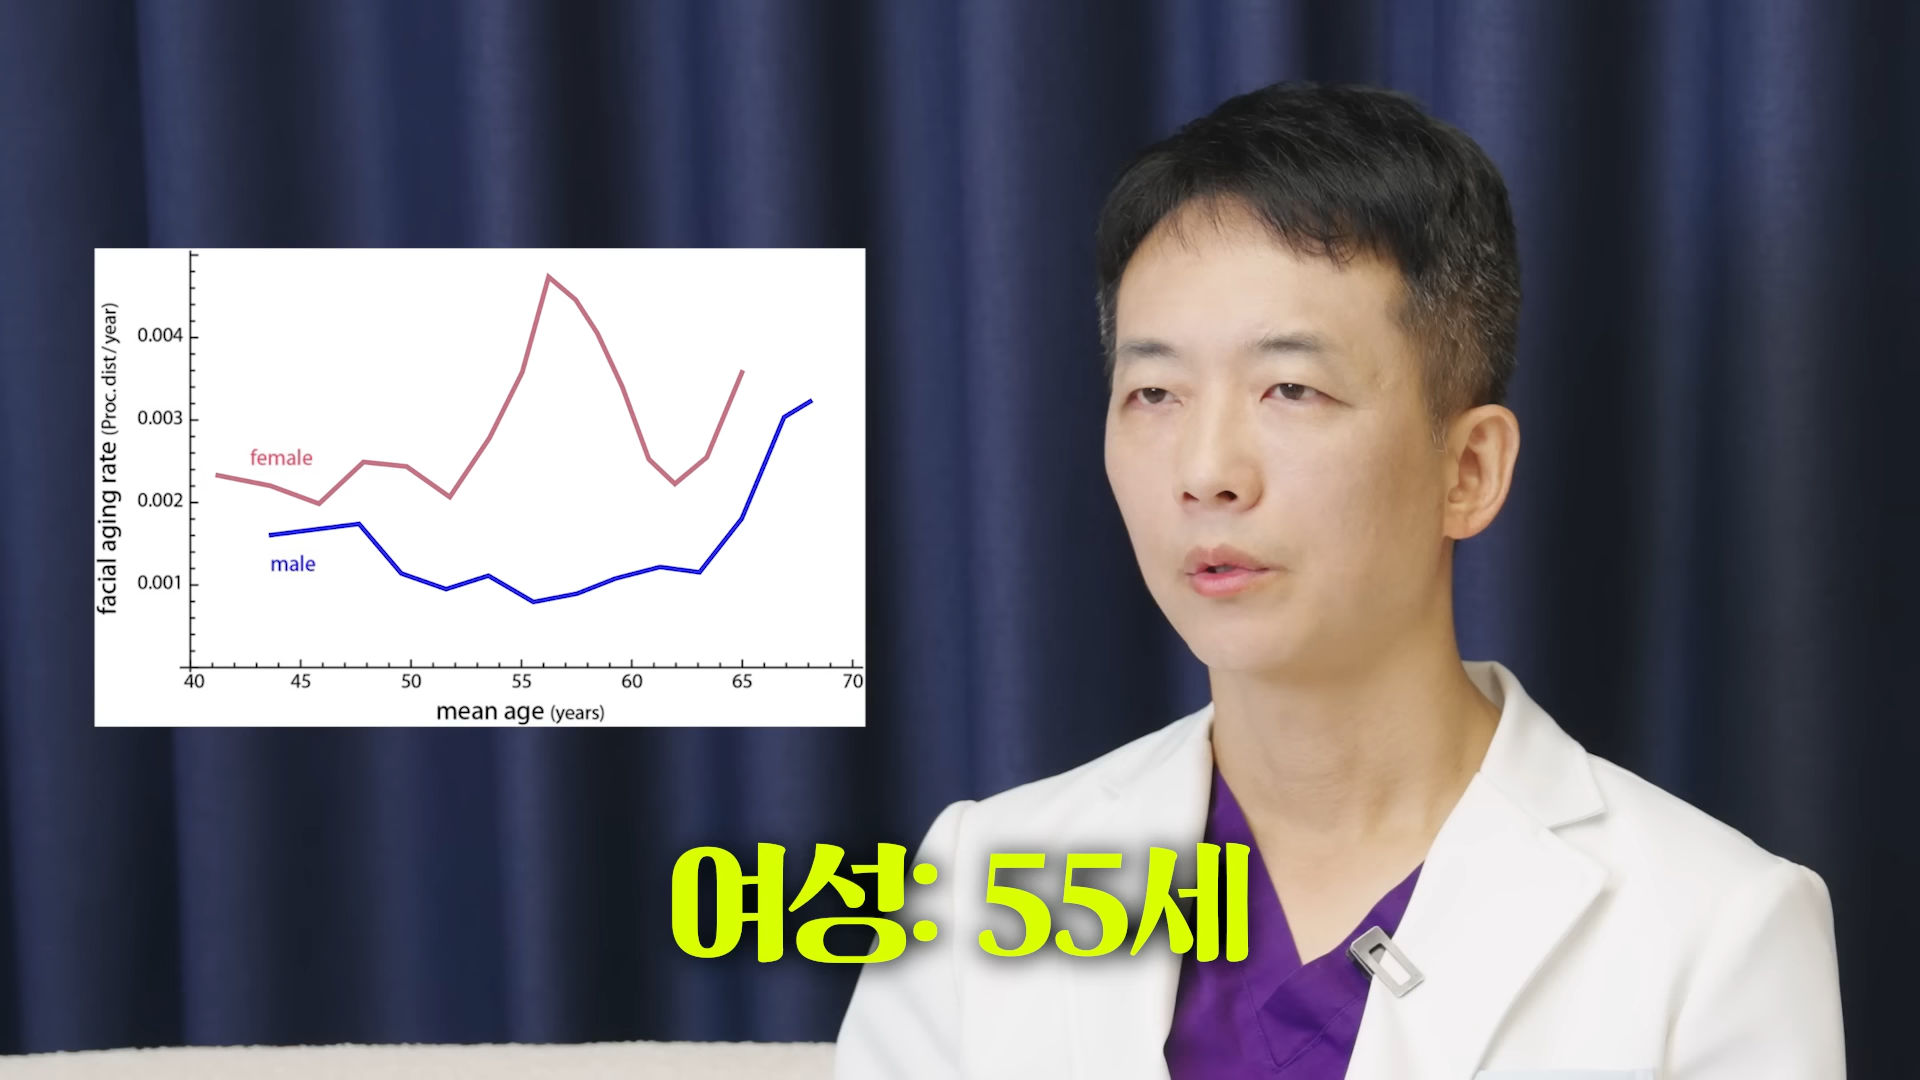 facial aging rate (Proc.dist/year)
0.004
0.003
0.002
0.001
female
male
40 45 50 55 60 65 70
mean age (years)
여성: 55세